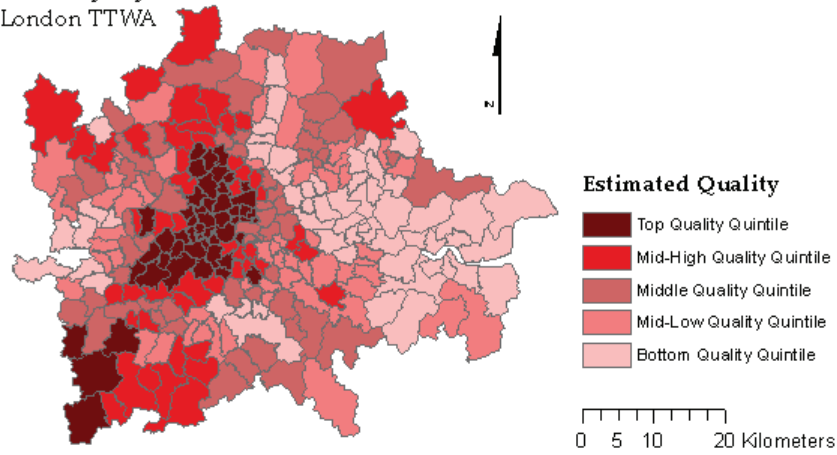 London TTWA
N
Estimated Quality
Top Quality Quintile
Mid-High Quality Quintile
Middle Quality Quintile
Mid-Low Quality Quintile
Bottom Quality Quintile
0 5 10 20 Kilometers